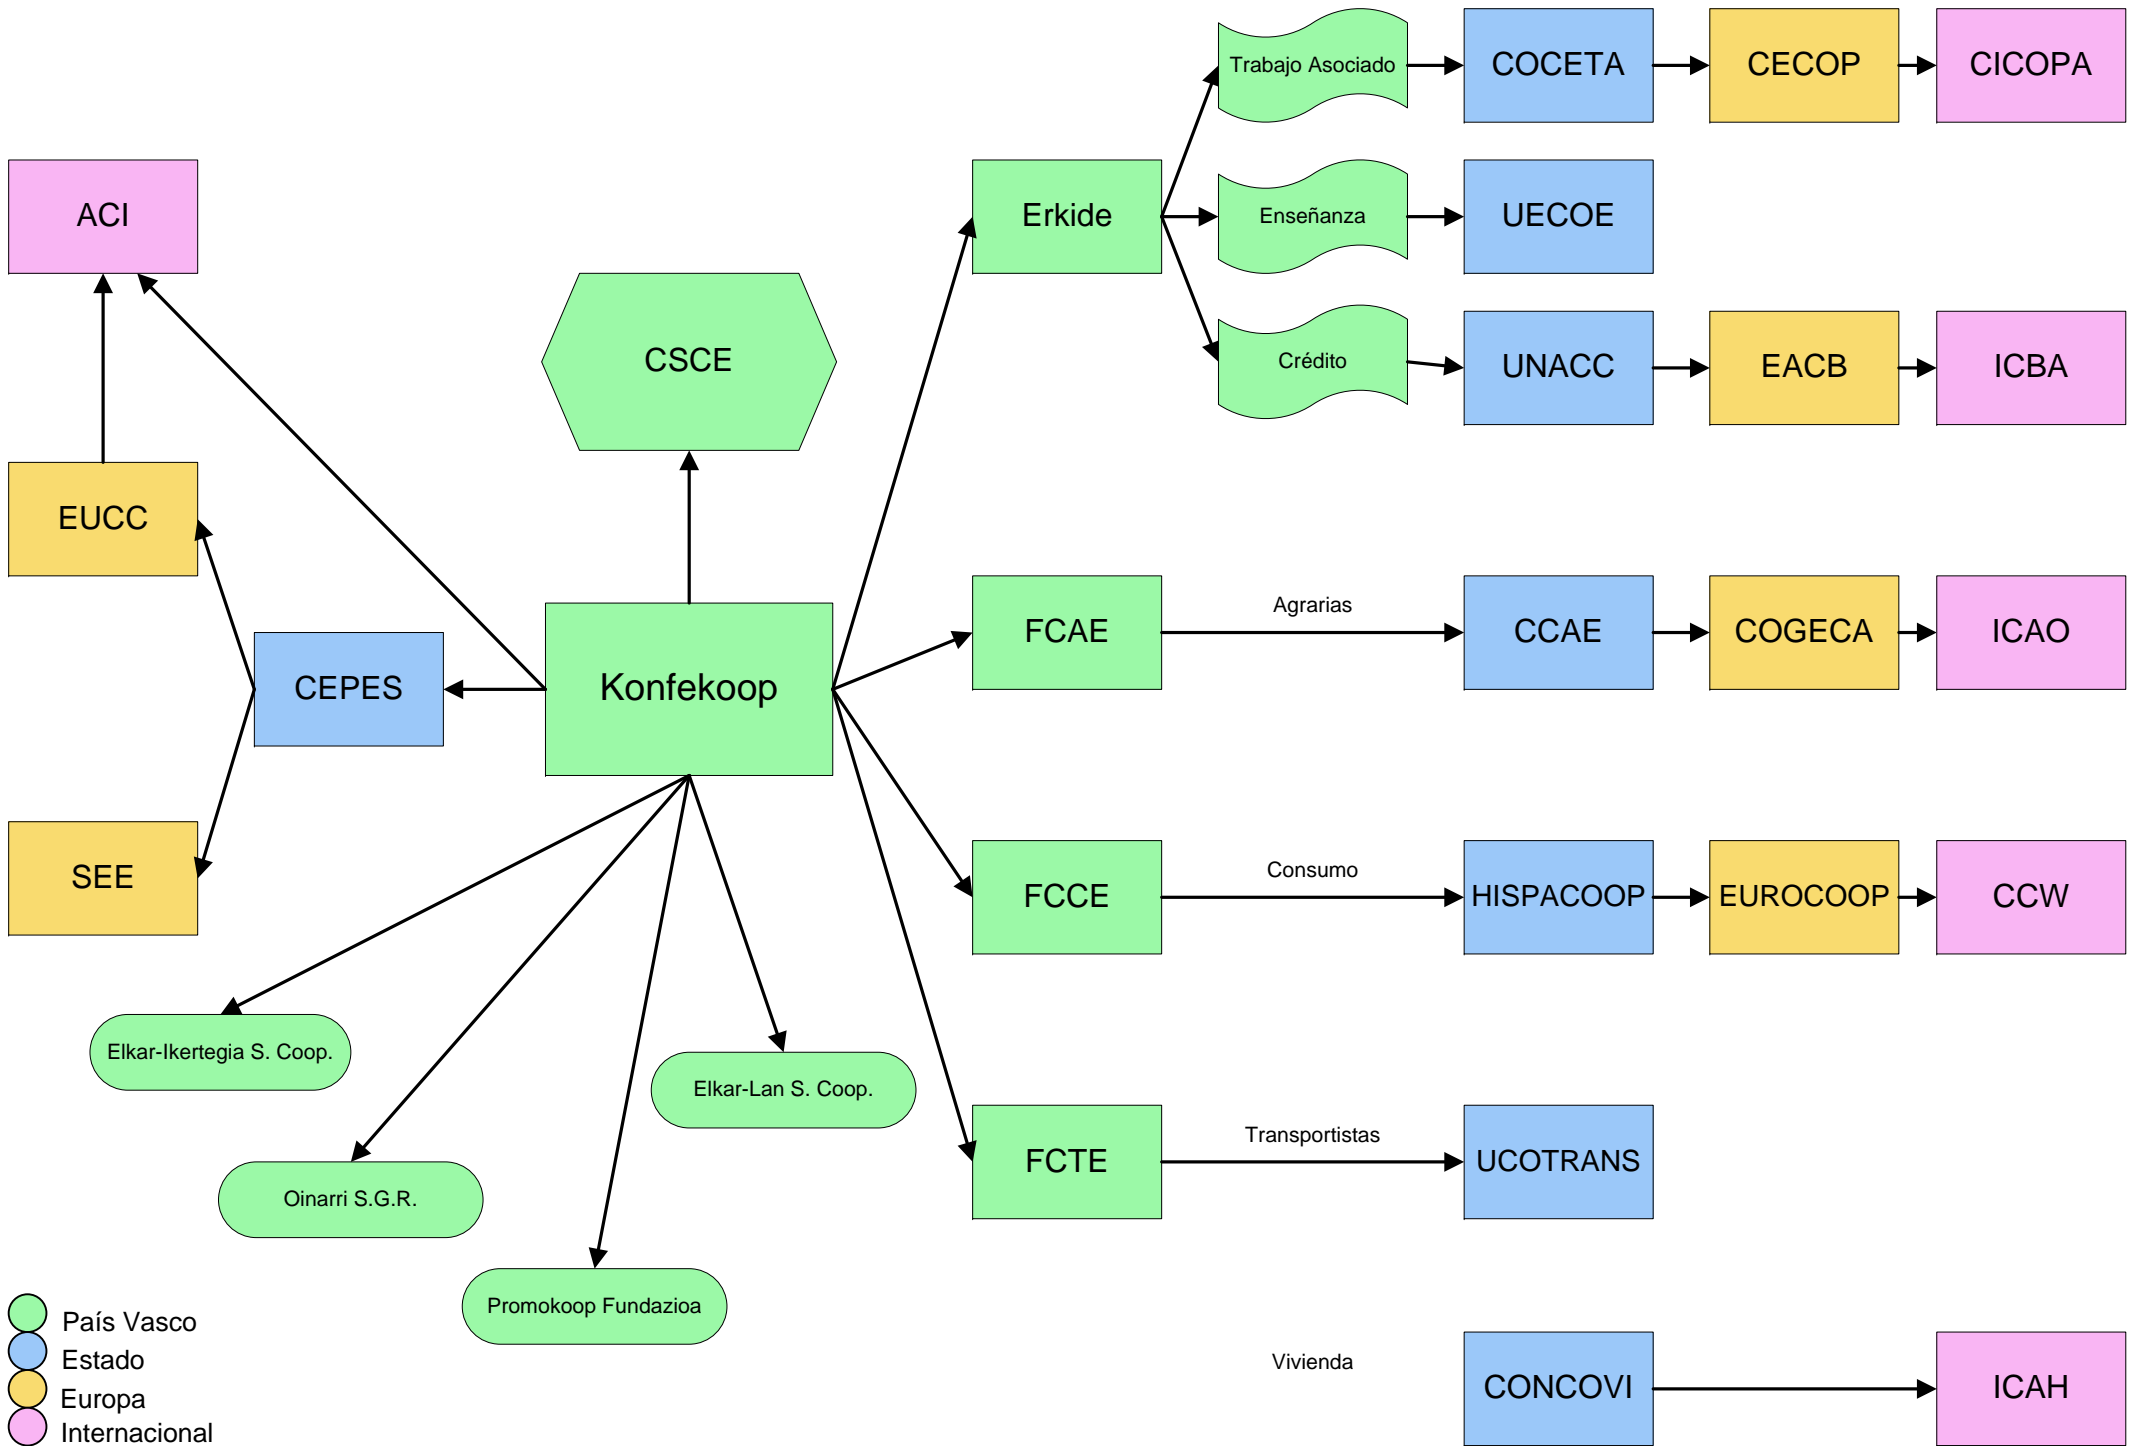 Trabajo Asociado
COCETA
CECOP
CICOPA
ACI
Erkide
Enseñanza
UECOE
CSCE
Crédito
UNACC
EACB
ICBA
EUCC
Agrarias
FCAE
CCAE
COGECA
ICAO
CEPES
Konfekoop
SEE
Consumo
FCCE
HISPACOOP
EUROCOOP
CCW
Elkar-Ikertegia S. Coop.
Elkar-Lan S. Coop.
Transportistas
FCTE
UCOTRANS
Oinarri S.G.R.
Promokoop Fundazioa
País Vasco
Estado
Europa
Internacional
Vivienda
CONCOVI
ICAH